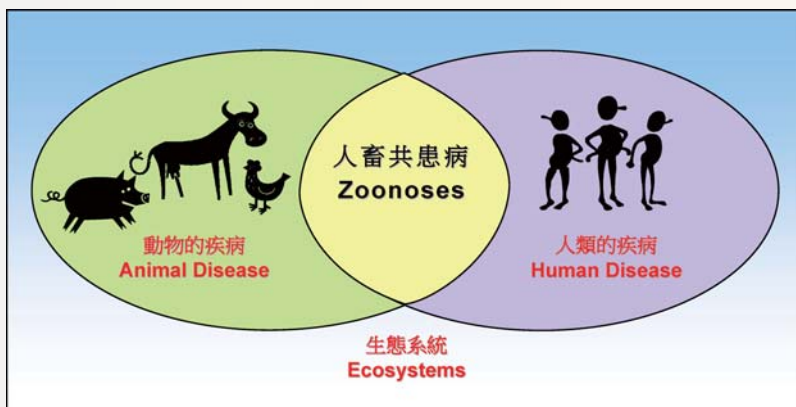 人畜共患病
Zoonoses
動物的疾病
Animal Disease
人類的疾病
Human Disease
生態系統
Ecosystems